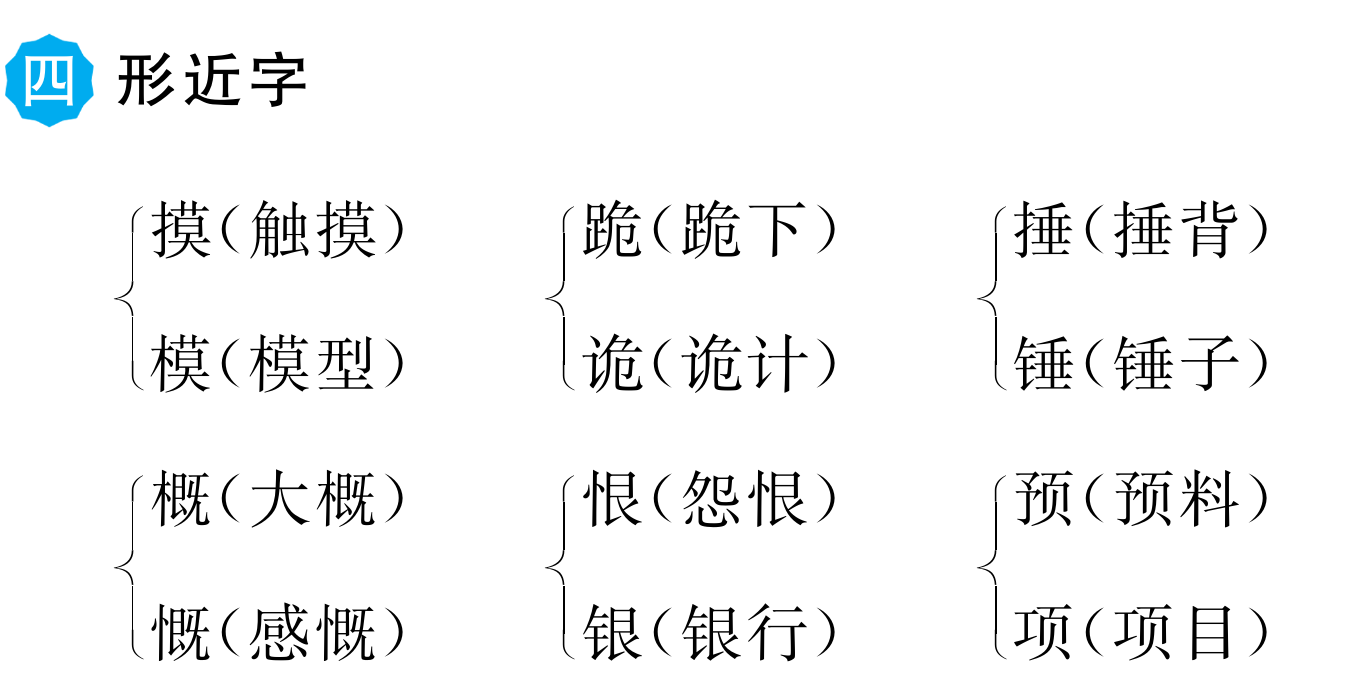 四 形近字
摸(触摸) 跪(跪下) 捶(捶背)
模(模型) 诡(诡计) 锤(锤子)
概(大概) 恨(怨恨) 预(预料)
慨(感慨) 银(银行) 项(项目)